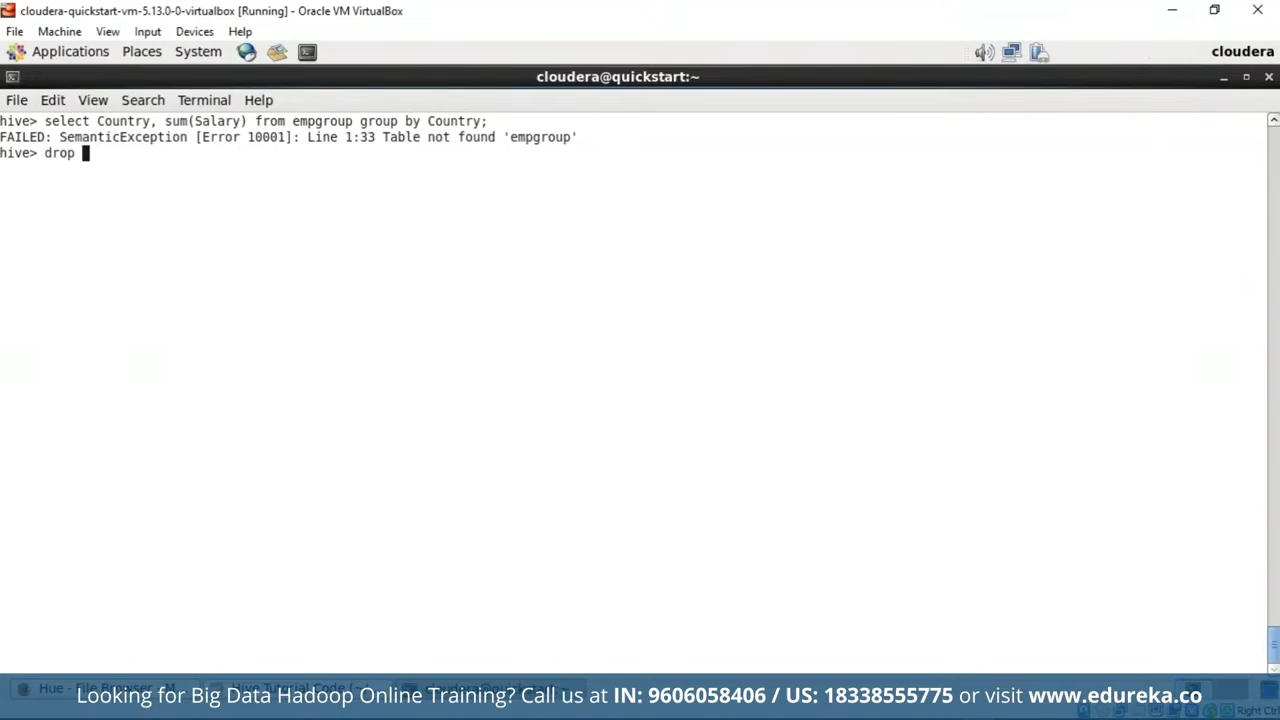 cloudera-quickstart-vm-5.13.0-0-virtualbox [Running] - Oracle VM VirtualBox
File Machine View Input Devices Help
Applications Places System cloudera
cloudera@quickstart:~
File Edit View Search Terminal Help
hive> select Country, sum(Salary) from empgroup group by Country;
FAILED: SemanticException [Error 10001]: Line 1:33 Table not found 'empgroup'
hive> drop
Looking for Big Data Hadoop Online Training? Call us at IN: 9606058406 / US: 18338555775 or visit www.edureka.co
Right Ctrl